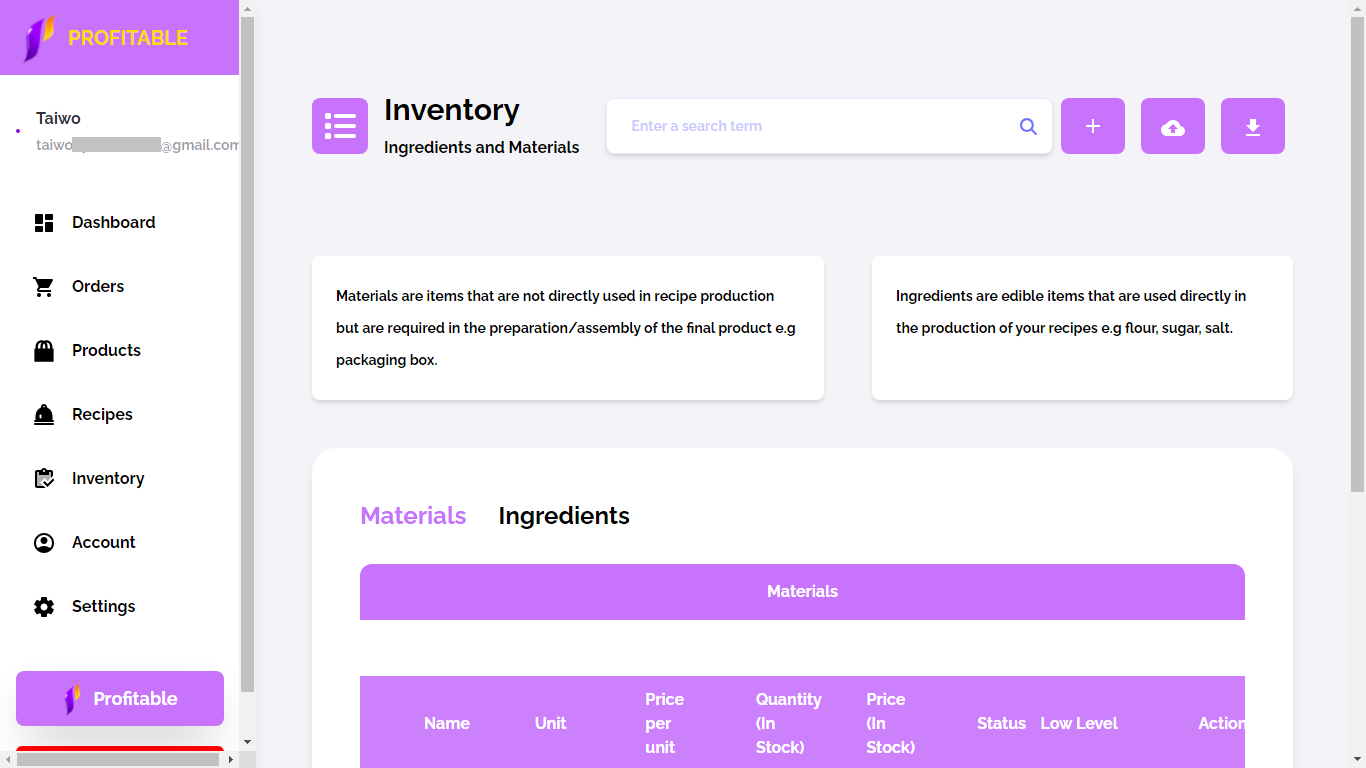 PROFITABLE
Taiwo
taiwo @gmail.com
Dashboard
Orders
Products
Recipes
Inventory
Account
Settings
Profitable
Inventory
Ingredients and Materials
Enter a search term
Materials are items that are not directly used in recipe production
but are required in the preparation/assembly of the final product e.g
packaging box.
Ingredients are edible items that are used directly in
the production of your recipes e.g flour, sugar, salt.
Materials Ingredients
Materials
Name
Unit
Price
per
unit
Quantity
(In
Stock)
Price
(In
Stock)
Status
Low Level
Action